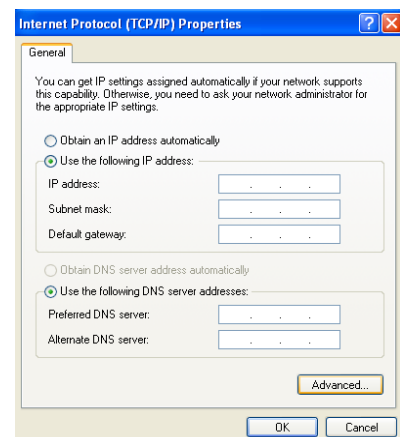 Internet Protocol (TCP/IP) Properties
General
You can get IP settings assigned automatically if your network supports
this capability. Otherwise, you need to ask your network administrator for
the appropriate IP settings.
Obtain an IP address automatically
Use the following IP address:
IP address:
Subnet mask:
Default gateway:
Obtain DNS server address automatically
Use the following DNS server addresses:
Preferred DNS server:
Alternate DNS server:
Advanced...
OK Cancel